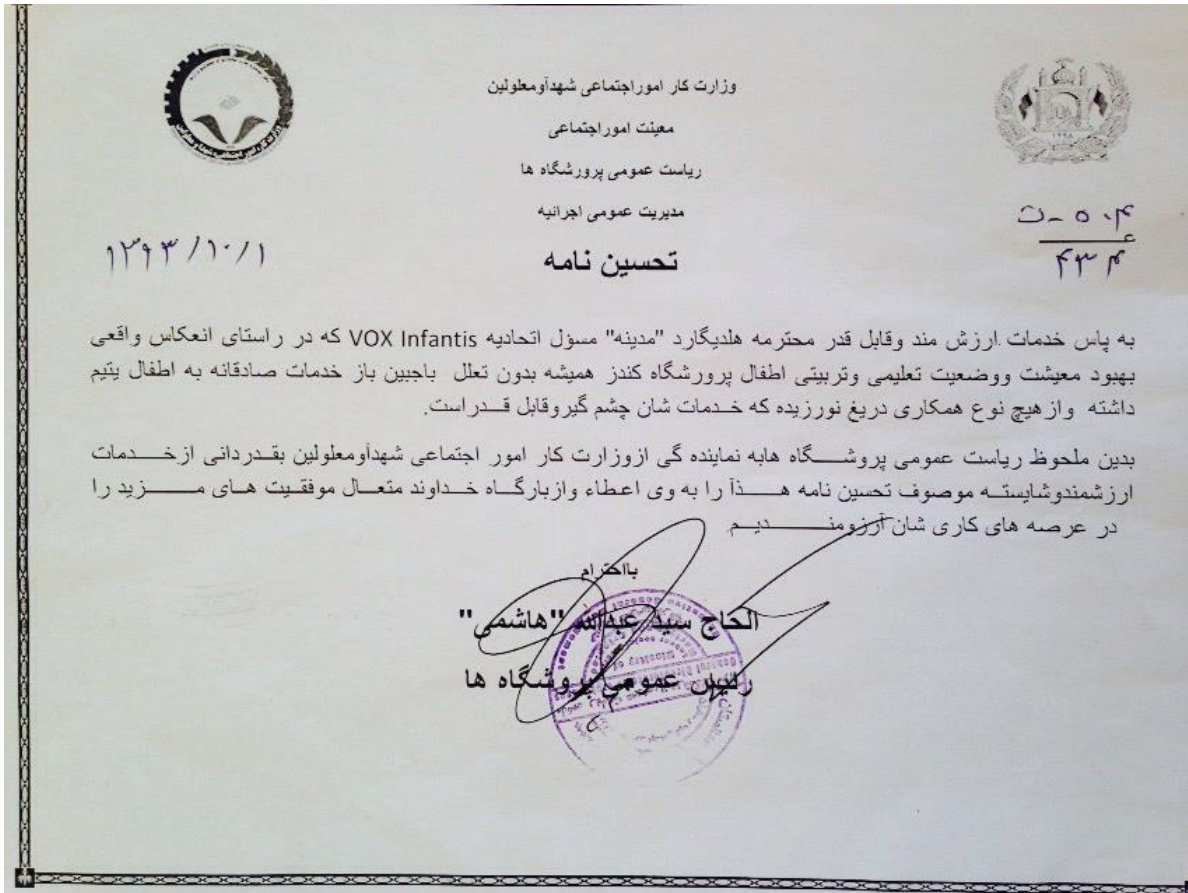 وزارت کار اموراجتماعی شهدآومعلولین
معینت اموراجتماعی
ریاست عمومی پرورشگاه ها
مدیریت عمومی اجرائیه
۵۰۴-ت
۴۳۴
۱۳۹۳/۱۰/۱
تحسین نامه
به پاس خدمات ارزش مند وقابل قدر محترمه هلدیگارد "مدینه" مسؤل اتحادیه VOX Infantis که در راستای انعکاس واقعی
بهبود معیشت ووضعیت تعلیمی وتربیتی اطفال پرورشگاه کندز همیشه بدون تعلل باجبین باز خدمات صادقانه به اطفال یتیم
داشته وازهیچ نوع همکاری دریغ نورزیده که خدمات شان چشم گیروقابل قدراست.
بدین ملحوظ ریاست عمومی پروشگاه هابه نماینده گی ازوزارت کار امور اجتماعی شهدآومعلولین بقدردانی ازخدمات
ارزشمندوشایسته موصوف تحسین نامه هذآ را به وی اعطاء وازبارگاه خداوند متعال موفقیت های مزید را
در عرصه های کاری شان آرزومندیم.
بااحترام
الحاج سید عبدالله "هاشمی"
رئیس عمومی پروشگاه ها